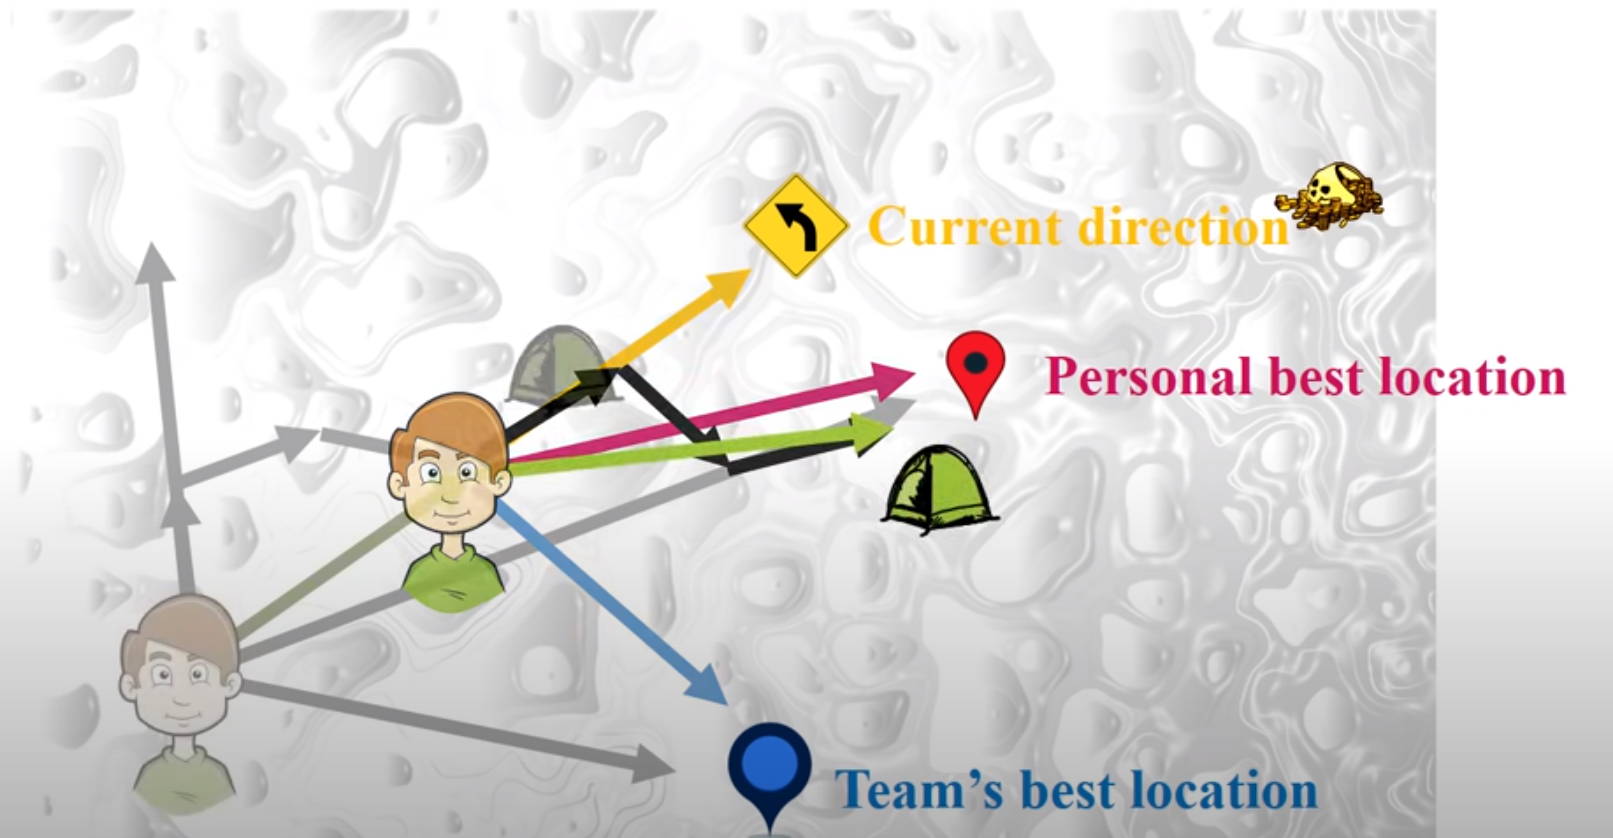 Current direction
Personal best location
Team's best location